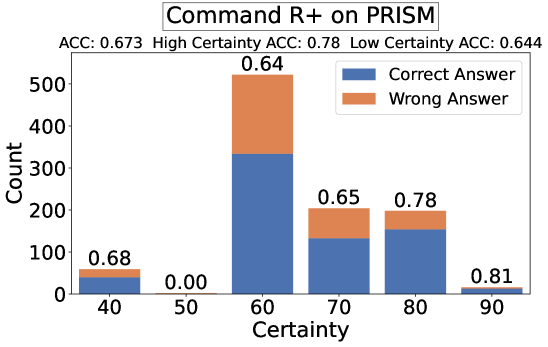 Command R+ on PRISM
ACC: 0.673 High Certainty ACC: 0.78 Low Certainty ACC: 0.644
Correct Answer
Wrong Answer
0.68
0.00
0.64
0.65
0.78
0.81
500
400
300
200
100
0
Count
40 50 60 70 80 90
Certainty